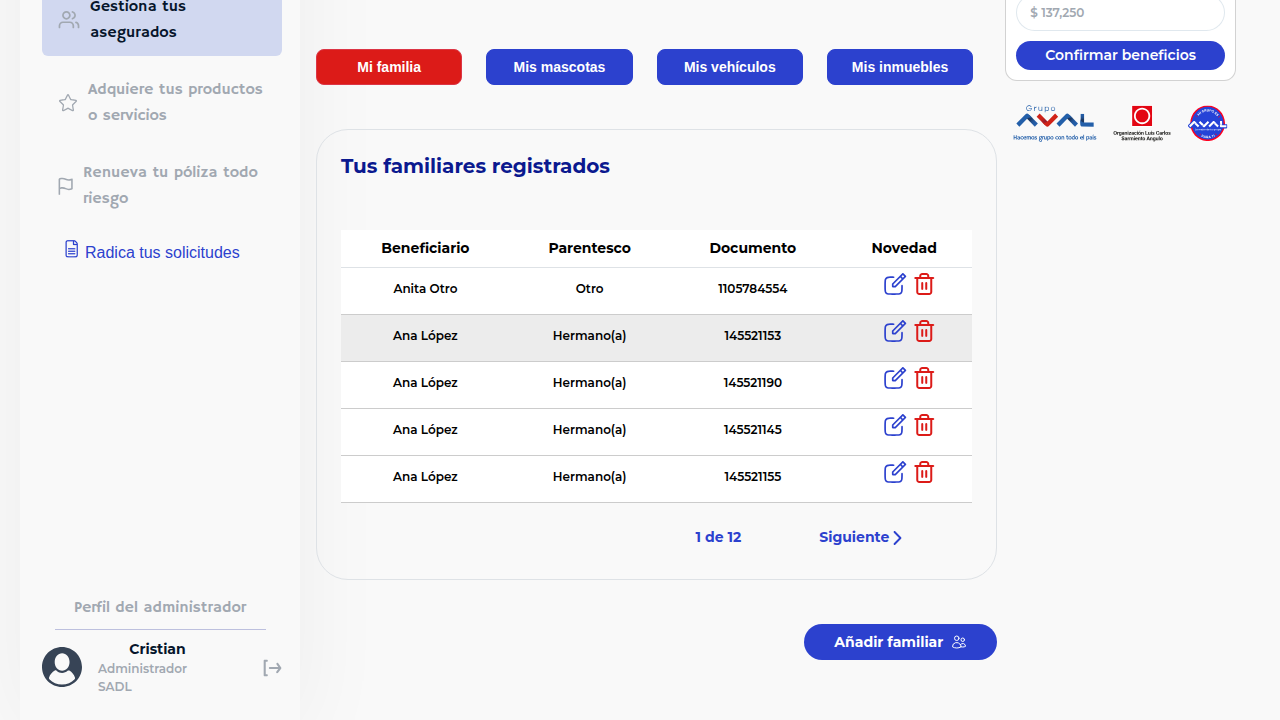 Gestiona tus
asegurados
Adquiere tus productos
o servicios
Renueva tu póliza todo
riesgo
Radica tus solicitudes
Perfil del administrador
Cristian
Administrador
SADL
Mi familia
Mis mascotas
Mis vehículos
Mis inmuebles
Tus familiares registrados
Beneficiario Parentesco Documento Novedad
Anita Otro Otro 1105784554
Ana López Hermano(a) 145521153
Ana López Hermano(a) 145521190
Ana López Hermano(a) 145521145
Ana López Hermano(a) 145521155
1 de 12 Siguiente
Añadir familiar
$ 137,250
Confirmar beneficios
Grupo
AVAL
Hacemos grupo con todo el país
Organización Luis Carlos
Sarmiento Angulo
AVAL